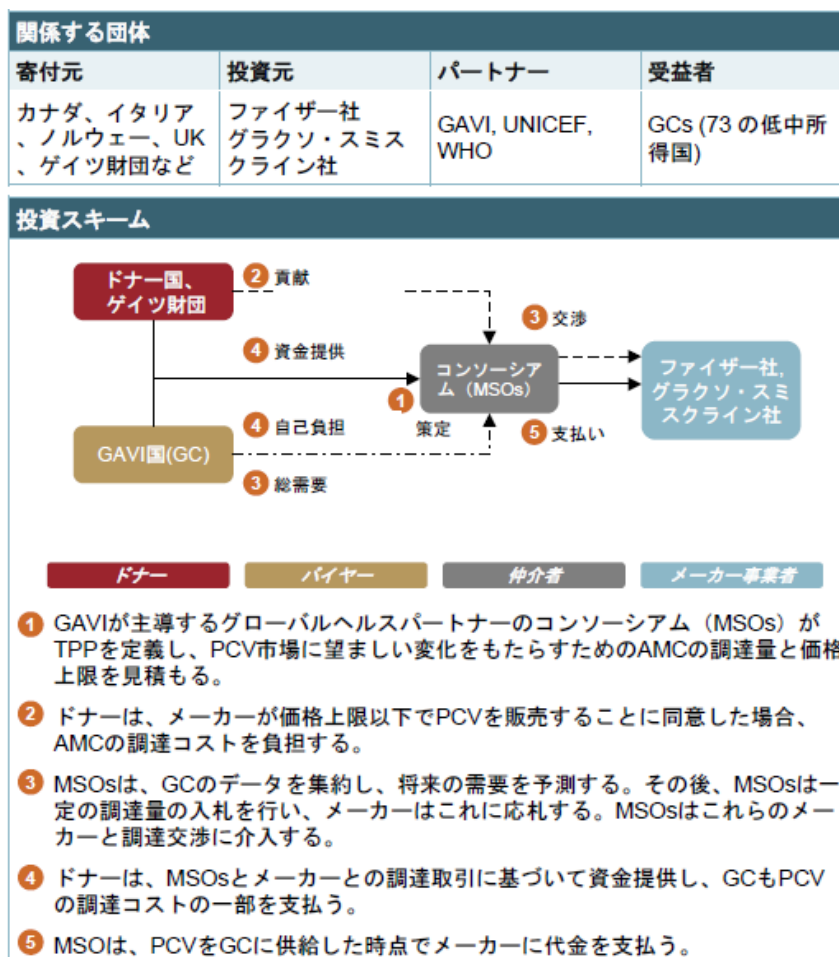 関係する団体
寄付元
投資元
パートナー
受益者
カナダ、イタリア
、ノルウェー、UK
、ゲイツ財団など
ファイザー社
グラクソ・スミス
クライン社
GAVI, UNICEF,
WHO
GCs (73 の低中所
得国)
投資スキーム
ドナー国、
ゲイツ財団
2 貢献
3 交渉
4 資金提供
コンソーシア
ム（MSOs）
ファイザー社,
グラクソ・スミ
スクライン社
1
策定
4 自己負担
5 支払い
GAVI国(GC)
3 総需要
ドナー
バイヤー
仲介者
メーカー事業者
1 GAVIが主導するグローバルヘルスパートナーのコンソーシアム（MSOs）が
TPPを定義し、PCV市場に望ましい変化をもたらすためのAMCの調達量と価格
上限を見積もる。
2 ドナーは、メーカーが価格上限以下でPCVを販売することに同意した場合、
AMCの調達コストを負担する。
3 MSOsは、GCのデータを集約し、将来の需要を予測する。その後、MSOsは一
定の調達量の入札を行い、メーカーはこれに応札する。MSOsはこれらのメー
カーと調達交渉に介入する。
4 ドナーは、MSOsとメーカーとの調達取引に基づいて資金提供し、GCもPCV
の調達コストの一部を支払う。
5 MSOは、PCVをGCに供給した時点でメーカーに代金を支払う。